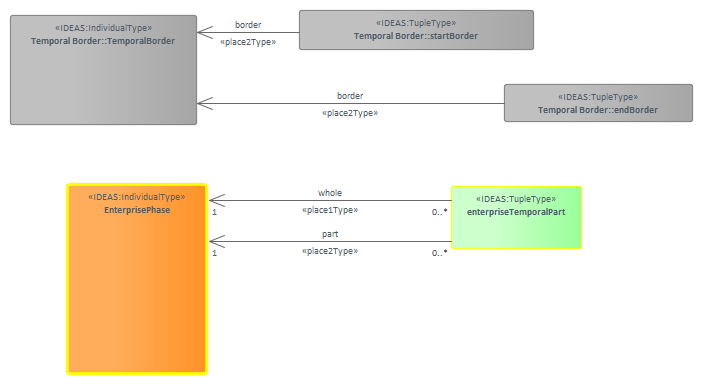 «IDEAS:IndividualType»
Temporal Border::TemporalBorder
border
«place2Type»
«IDEAS:TupleType»
Temporal Border::startBorder
border
«place2Type»
«IDEAS:TupleType»
Temporal Border::endBorder
«IDEAS:IndividualType»
EnterprisePhase
whole
1
«place1Type»
0..*
part
1
«place2Type»
0..*
«IDEAS:TupleType»
enterpriseTemporalPart